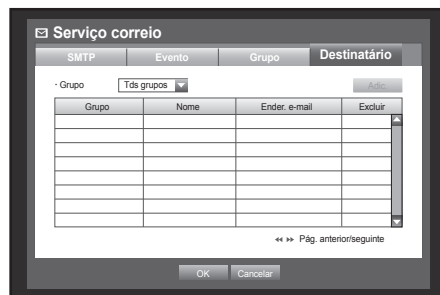 Serviço correio
SMTP Evento Grupo Destinatário
· Grupo Tds grupos Adic.
Grupo Nome Ender. e-mail Excluir
Pág. anterior/seguinte
OK Cancelar